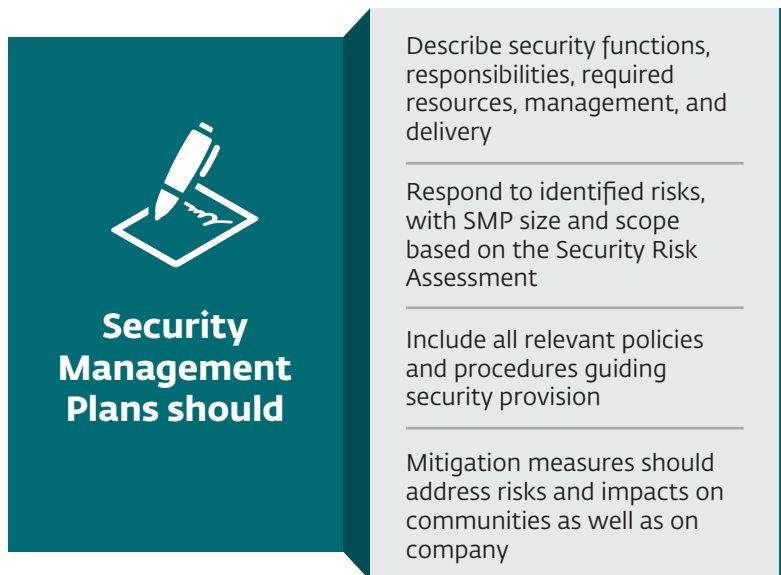 Security
Management
Plans should
Describe security functions,
responsibilities, required
resources, management, and
delivery
Respond to identified risks,
with SMP size and scope
based on the Security Risk
Assessment
Include all relevant policies
and procedures guiding
security provision
Mitigation measures should
address risks and impacts on
communities as well as on
company